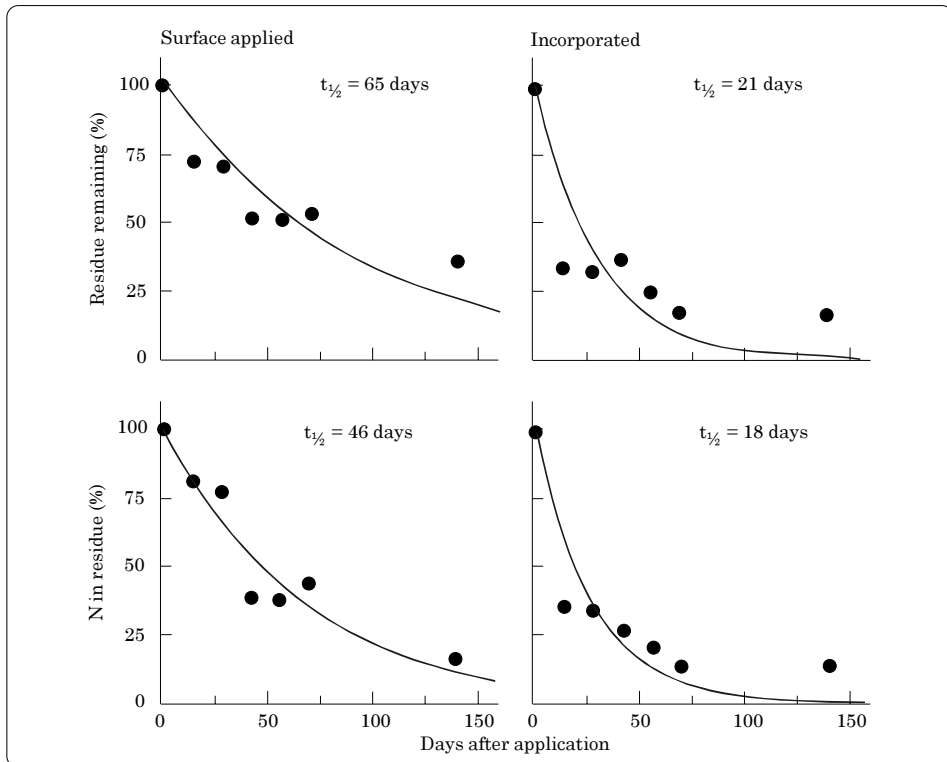 Surface applied
Incorporated
t½ = 65 days
t½ = 21 days
Residue remaining (%)
100
75
50
25
0
t½ = 46 days
t½ = 18 days
N in residue (%)
100
75
50
25
0
0 50 100 150
0 50 100 150
Days after application